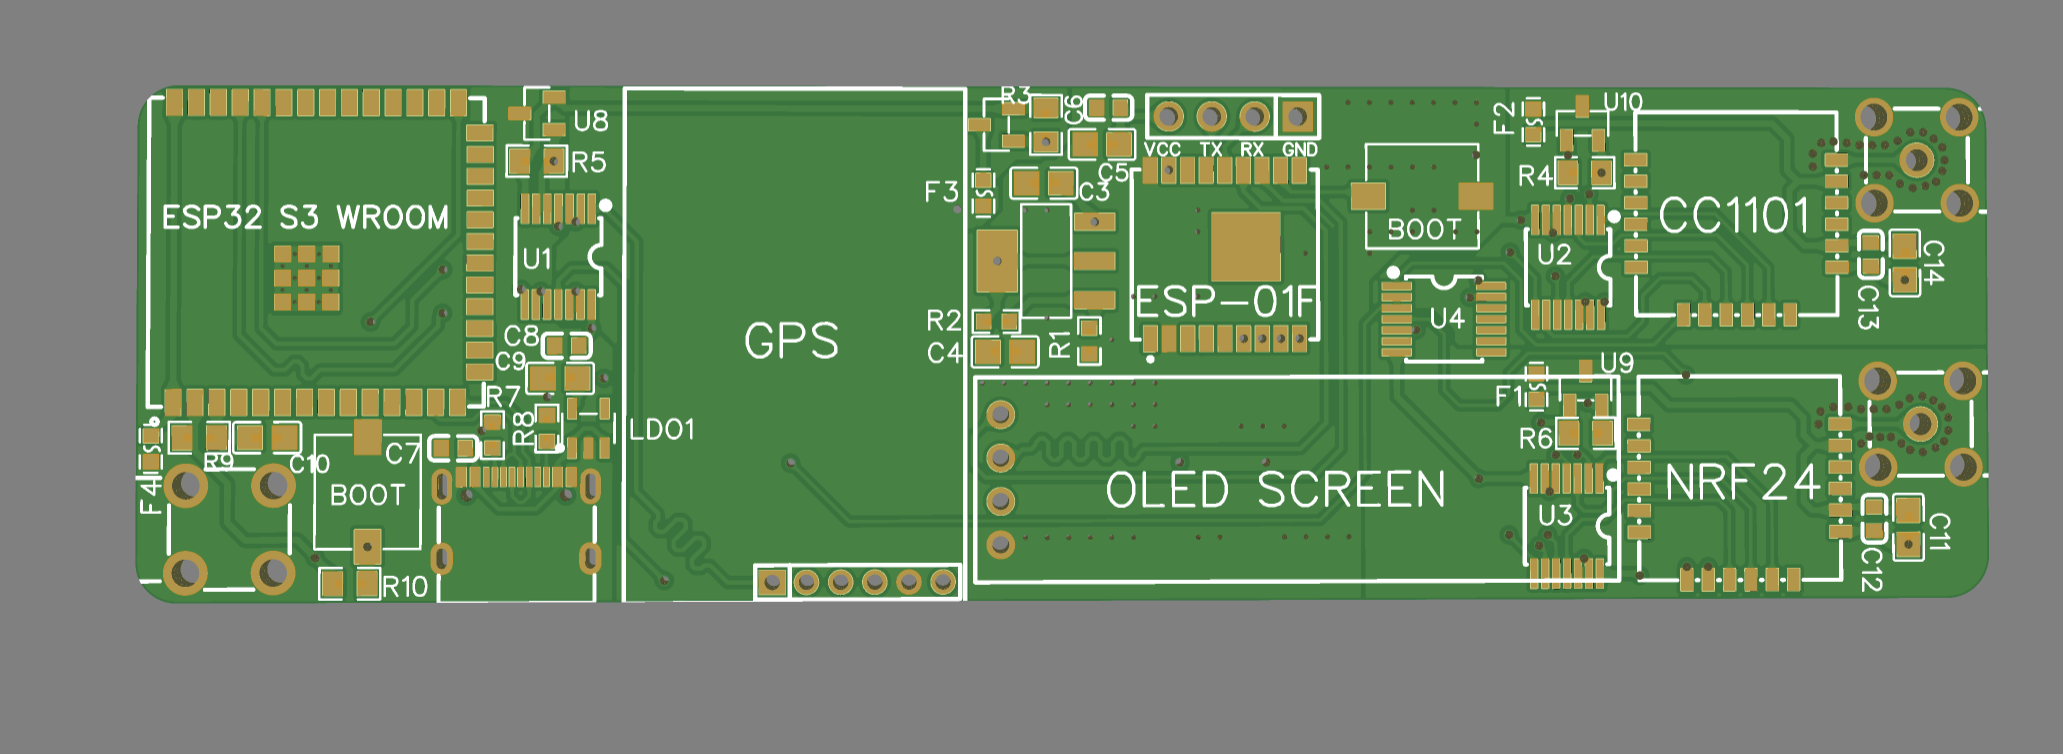 ESP32 S3 WROOM
U8
R5
U1
C8
C9
R7
R8
LDO1
C7
R9
C10
F4
BOOT
R10
GPS
R3
C6
C5
C3
F3
R2
C4
R1
VCC TX RX GND
ESP-01F
BOOT
U4
F2
U10
R4
U2
CC1101
C14
C13
OLED SCREEN
F1
U9
R6
U3
NRF24
C11
C12